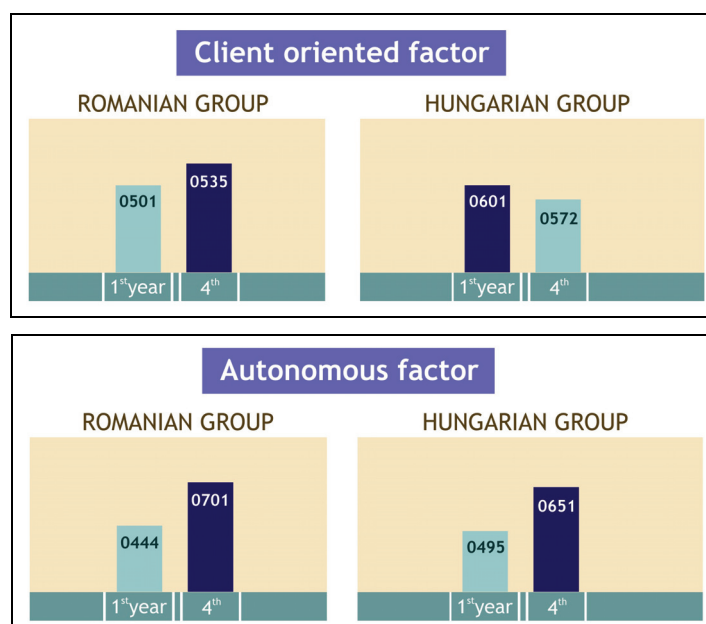 Client oriented factor
ROMANIAN GROUP
0501
0535
1st year
4th
HUNGARIAN GROUP
0601
0572
1st year
4th
Autonomous factor
ROMANIAN GROUP
0444
0701
1st year
4th
HUNGARIAN GROUP
0495
0651
1st year
4th